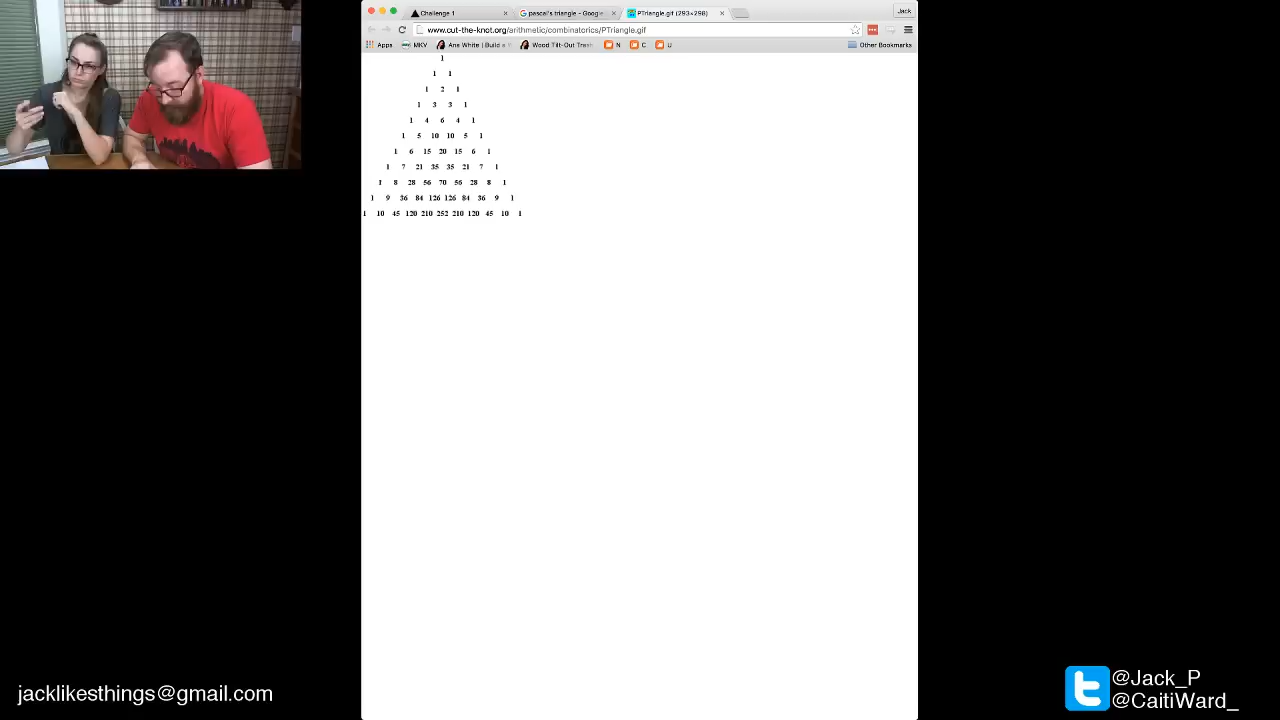 Challenge 1
pascal's triangle - Google
PTriangle.gif (293×298)
Jack
www.cut-the-knot.org/arithmetic/combinatorics/PTriangle.gif
Apps MKV Ana White | Build a Wood Tilt-Out Trash N C U Other Bookmarks
1
1 1
1 2 1
1 3 3 1
1 4 6 4 1
1 5 10 10 5 1
1 6 15 20 15 6 1
1 7 21 35 35 21 7 1
1 8 28 56 70 56 28 8 1
1 9 36 84 126 126 84 36 9 1
1 10 45 120 210 252 210 120 45 10 1
jacklikesthings@gmail.com
@Jack_P
@CaitiWard_